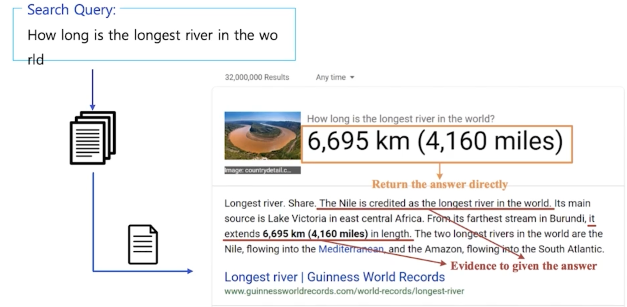 Search Query:
How long is the longest river in the wo
rld
32,000,000 Results Any time
How long is the longest river in the world?
6,695 km (4,160 miles)
Image: countrydetail.c...
Return the answer directly
Longest river. Share. The Nile is credited as the longest river in the world. Its main
source is Lake Victoria in east central Africa. From its farthest stream in Burundi, it
extends 6,695 km (4,160 miles) in length. The two longest rivers in the world are the
Nile, flowing into the Mediterranean, and the Amazon, flowing into the South Atlantic.
Evidence to given the answer
Longest river | Guinness World Records
www.guinnessworldrecords.com/world-records/longest-river